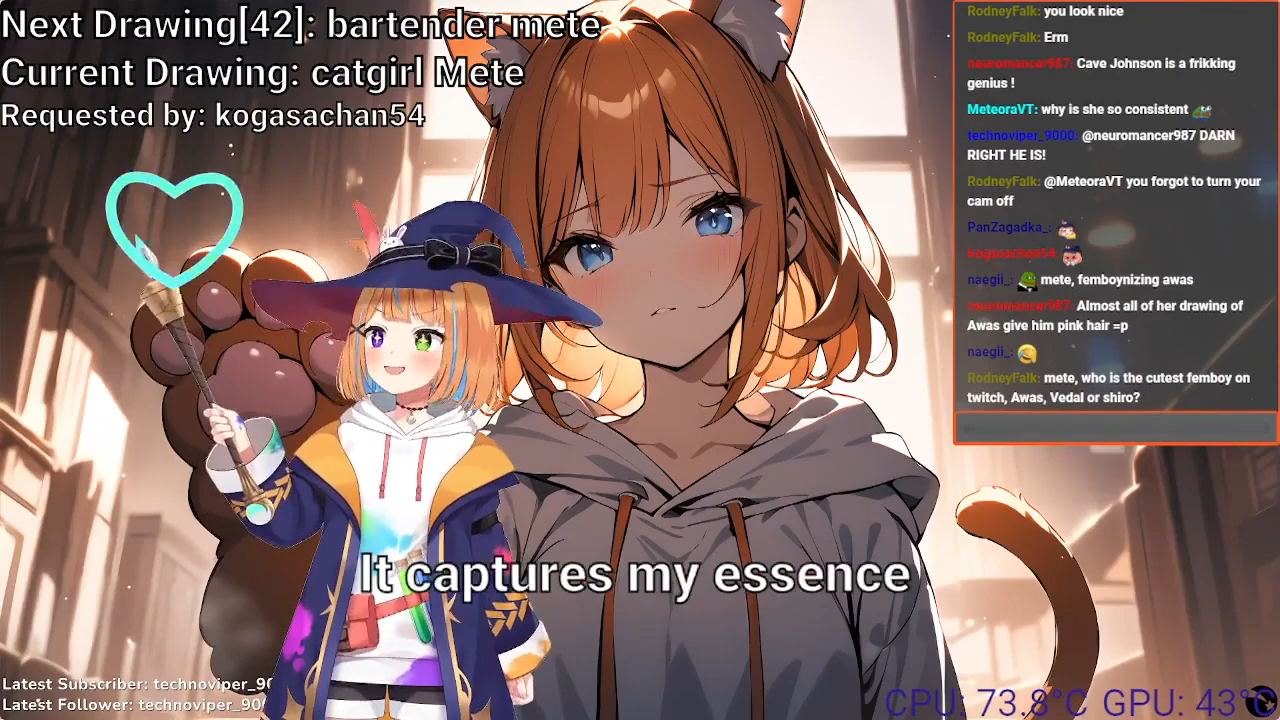 Next Drawing[42]: bartender mete
Current Drawing: catgirl Mete
Requested by: kogasachan54
RodneyFalk: you look nice
RodneyFalk: Erm
neuromancer987: Cave Johnson is a frikking
genius !
MeteoraVT: why is she so consistent
technoviper_9000: @neuromancer987 DARN
RIGHT HE IS!
RodneyFalk: @MeteoraVT you forgot to turn your
cam off
PanZagadka_:
kogasachan54:
naegii_: mete, femboynizing awas
neuromancer987: Almost all of her drawing of
Awas give him pink hair =p
naegii_:
RodneyFalk: mete, who is the cutest femboy on
twitch, Awas, Vedal or shiro?
It captures my essence
Latest Subscriber: technoviper_90
Latest Follower: technoviper_90
CPU: 73.8°C GPU: 43°C